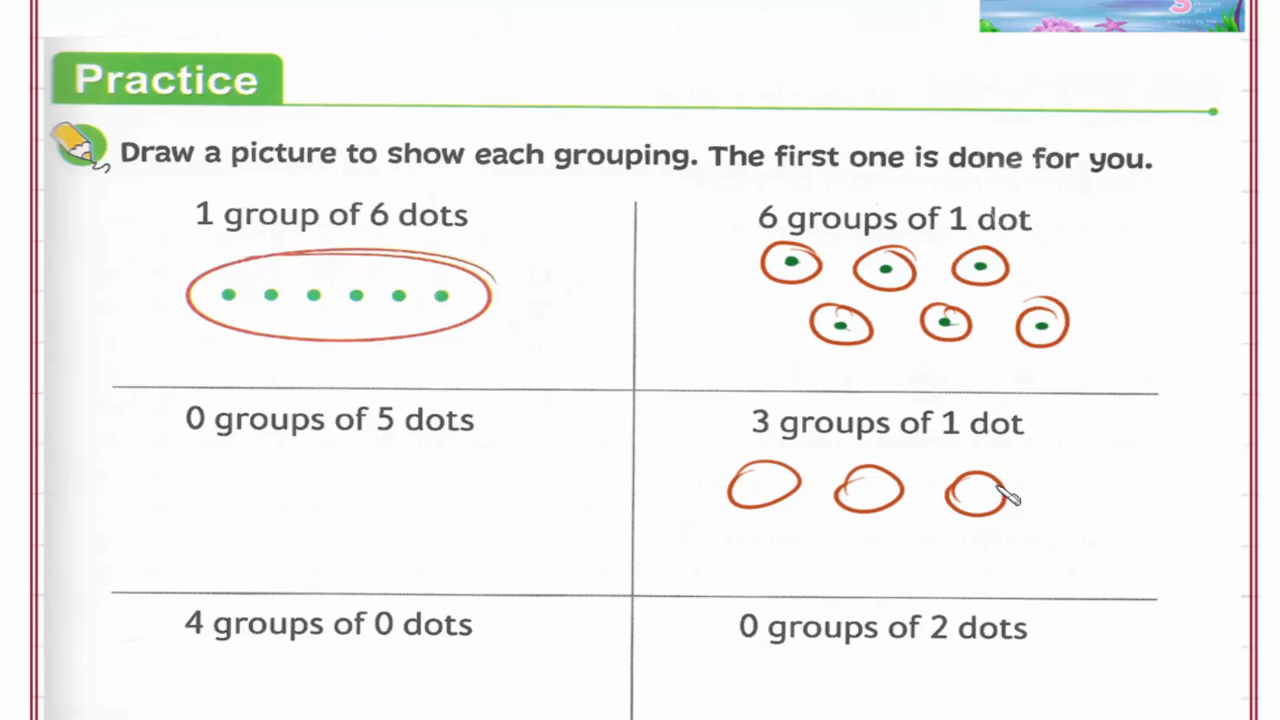 Practice
Draw a picture to show each grouping. The first one is done for you.
1 group of 6 dots
6 groups of 1 dot
0 groups of 5 dots
3 groups of 1 dot
4 groups of 0 dots
0 groups of 2 dots